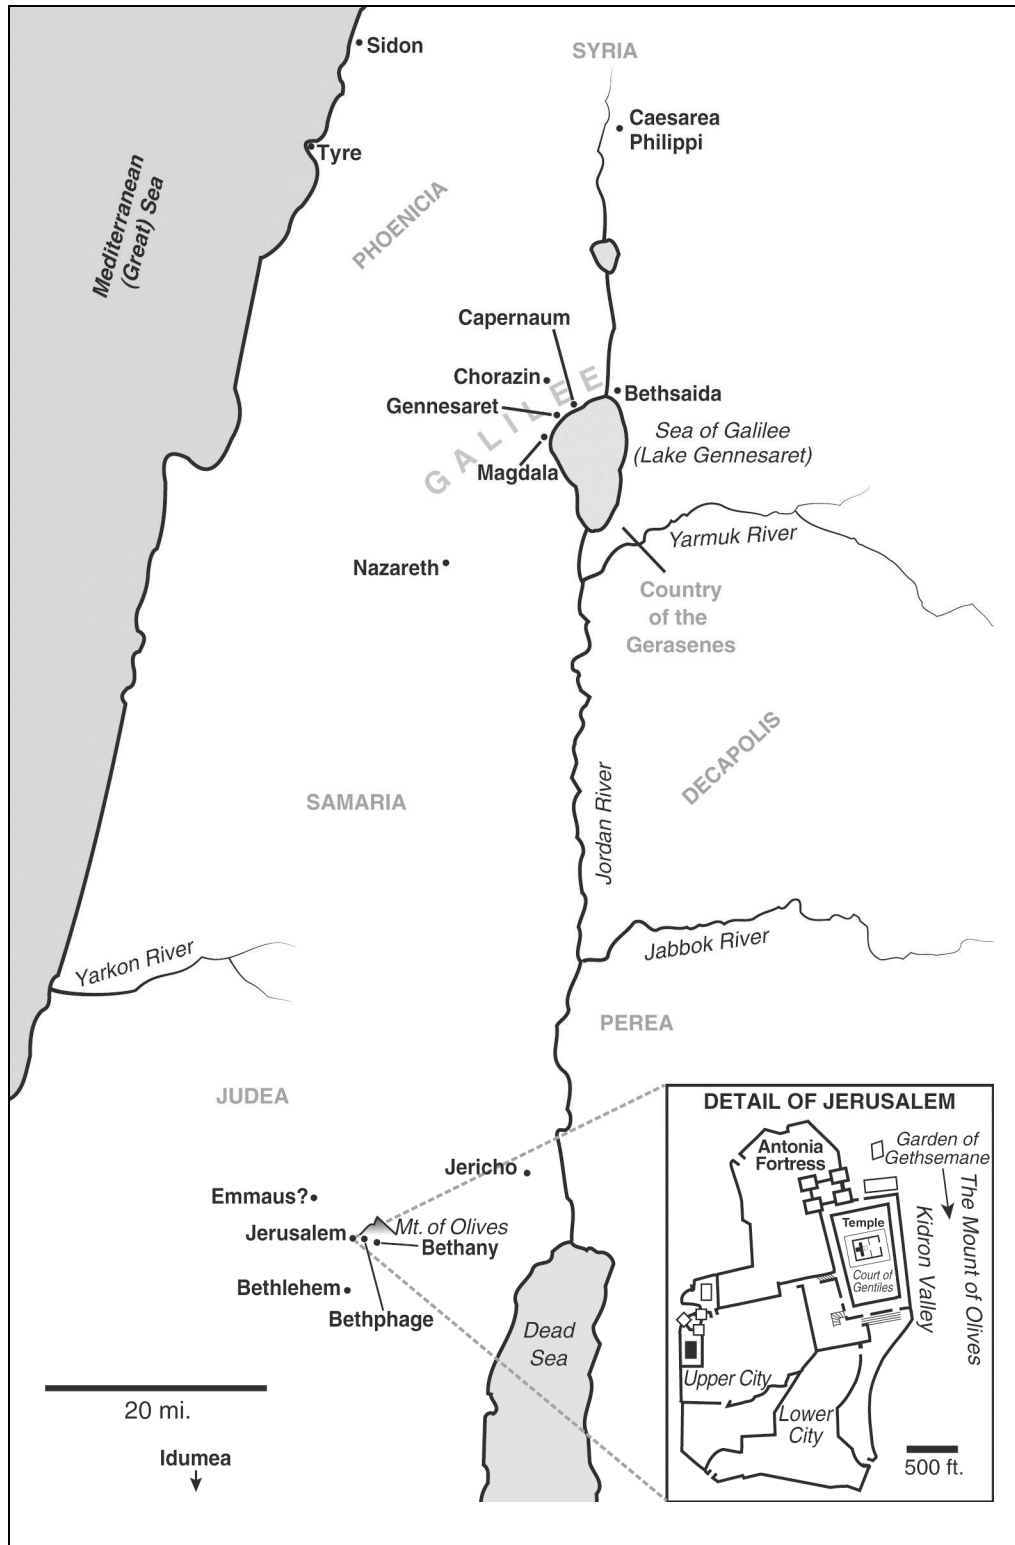 Sidon
SYRIA
Caesarea
Philippi
Tyre
Mediterranean
(Great) Sea
PHOENICIA
Capernaum
Chorazin
GALILEE
Gennesaret
Bethsaida
Magdala
Sea of Galilee
(Lake Gennesaret)
Yarmuk River
Nazareth
Country
of the
Gerasenes
DECAPOLIS
SAMARIA
Jordan River
Yarkon River
Jabbok River
PEREA
JUDEA
Jericho
Emmaus?
Jerusalem
Mt. of Olives
Bethany
Bethlehem
Bethphage
Dead
Sea
20 mi.
Idumea
DETAIL OF JERUSALEM
Antonia
Fortress
Garden of
Gethsemane
The Mount of Olives
Kidron Valley
Temple
Court of
Gentiles
Upper City
Lower
City
500 ft.